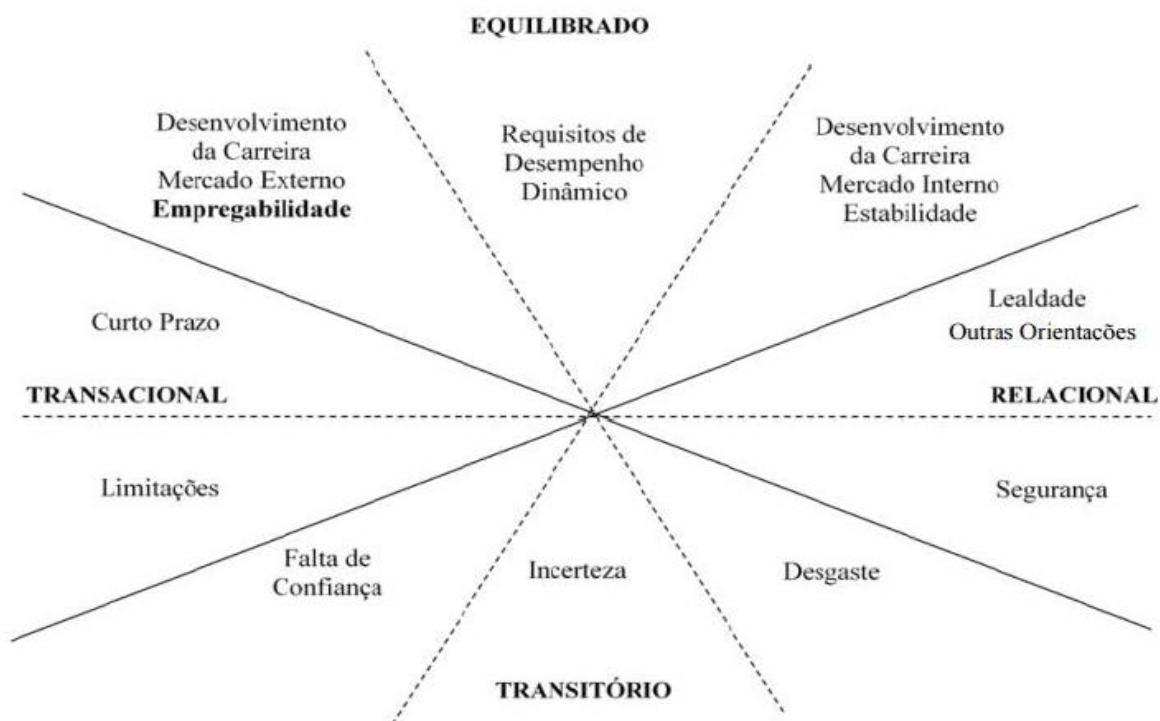 EQUILIBRADO
Desenvolvimento
da Carreira
Mercado Externo
Empregabilidade
Requisitos de
Desempenho
Dinâmico
Desenvolvimento
da Carreira
Mercado Interno
Estabilidade
Curto Prazo
Lealdade
Outras Orientacões
TRANSACIONAL
RELACIONAL
Limitações
Segurança
Falta de
Confiança
Incerteza
Desgaste
TRANSITÓRIO